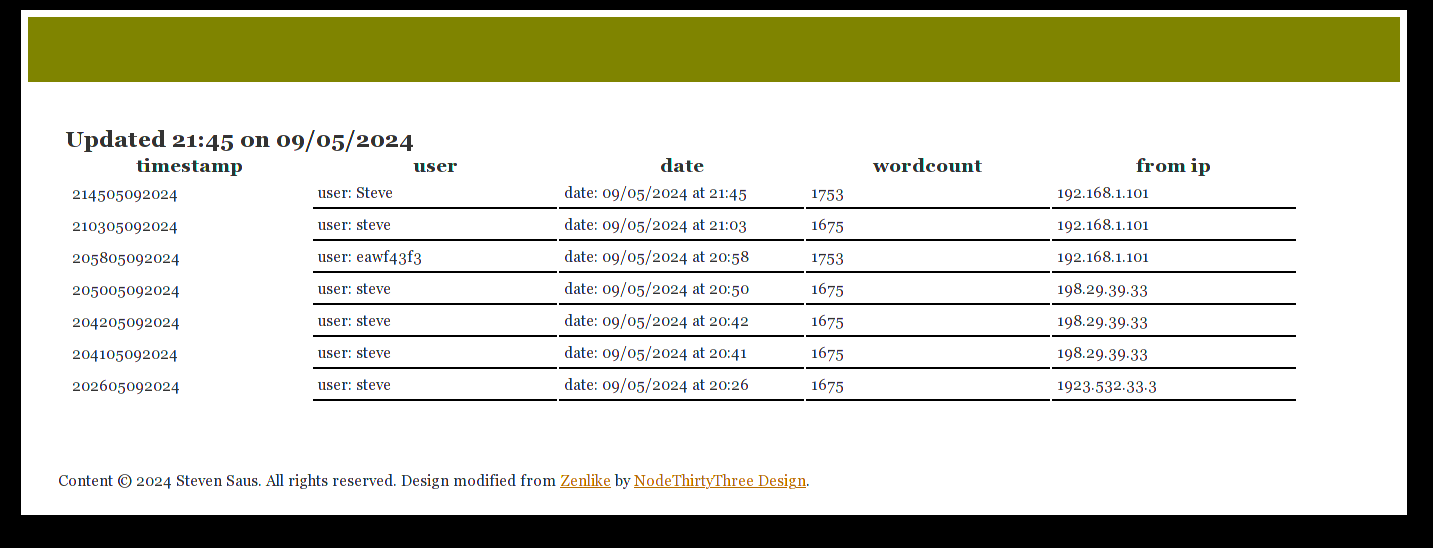 Updated 21:45 on 09/05/2024
timestamp user date wordcount from ip
214505092024 user: Steve date: 09/05/2024 at 21:45 1753 192.168.1.101
210305092024 user: steve date: 09/05/2024 at 21:03 1675 192.168.1.101
205805092024 user: eawf43f3 date: 09/05/2024 at 20:58 1753 192.168.1.101
205005092024 user: steve date: 09/05/2024 at 20:50 1675 198.29.39.33
204205092024 user: steve date: 09/05/2024 at 20:42 1675 198.29.39.33
204105092024 user: steve date: 09/05/2024 at 20:41 1675 198.29.39.33
202605092024 user: steve date: 09/05/2024 at 20:26 1675 1923.532.33.3
Content © 2024 Steven Saus. All rights reserved. Design modified from Zenlike by NodeThirtyThree Design.